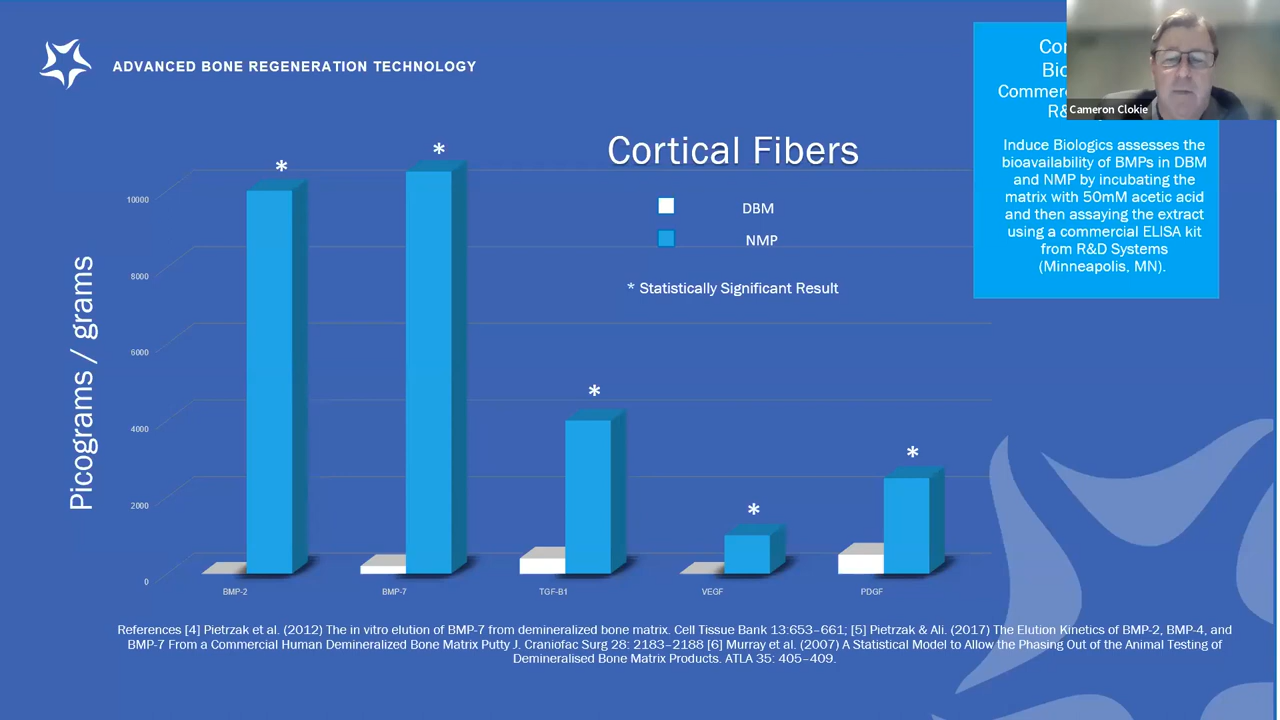 ADVANCED BONE REGENERATION TECHNOLOGY
Cameron Clokie
Induce Biologics assesses the
bioavailability of BMPs in DBM
and NMP by incubating the
matrix with 50mM acetic acid
and then assaying the extract
using a commercial ELISA kit
from R&D Systems
(Minneapolis, MN).
Cortical Fibers
DBM
NMP
* Statistically Significant Result
Picograms / grams
10000
8000
6000
4000
2000
0
*
*
*
*
*
BMP-2
BMP-7
TGF-B1
VEGF
PDGF
References [4] Pietrzak et al. (2012) The in vitro elution of BMP-7 from demineralized bone matrix. Cell Tissue Bank 13:653–661; [5] Pietrzak & Ali. (2017) The Elution Kinetics of BMP-2, BMP-4, and
BMP-7 From a Commercial Human Demineralized Bone Matrix Putty J. Craniofac Surg 28: 2183–2188 [6] Murray et al. (2007) A Statistical Model to Allow the Phasing Out of the Animal Testing of
Demineralised Bone Matrix Products. ATLA 35: 405–409.